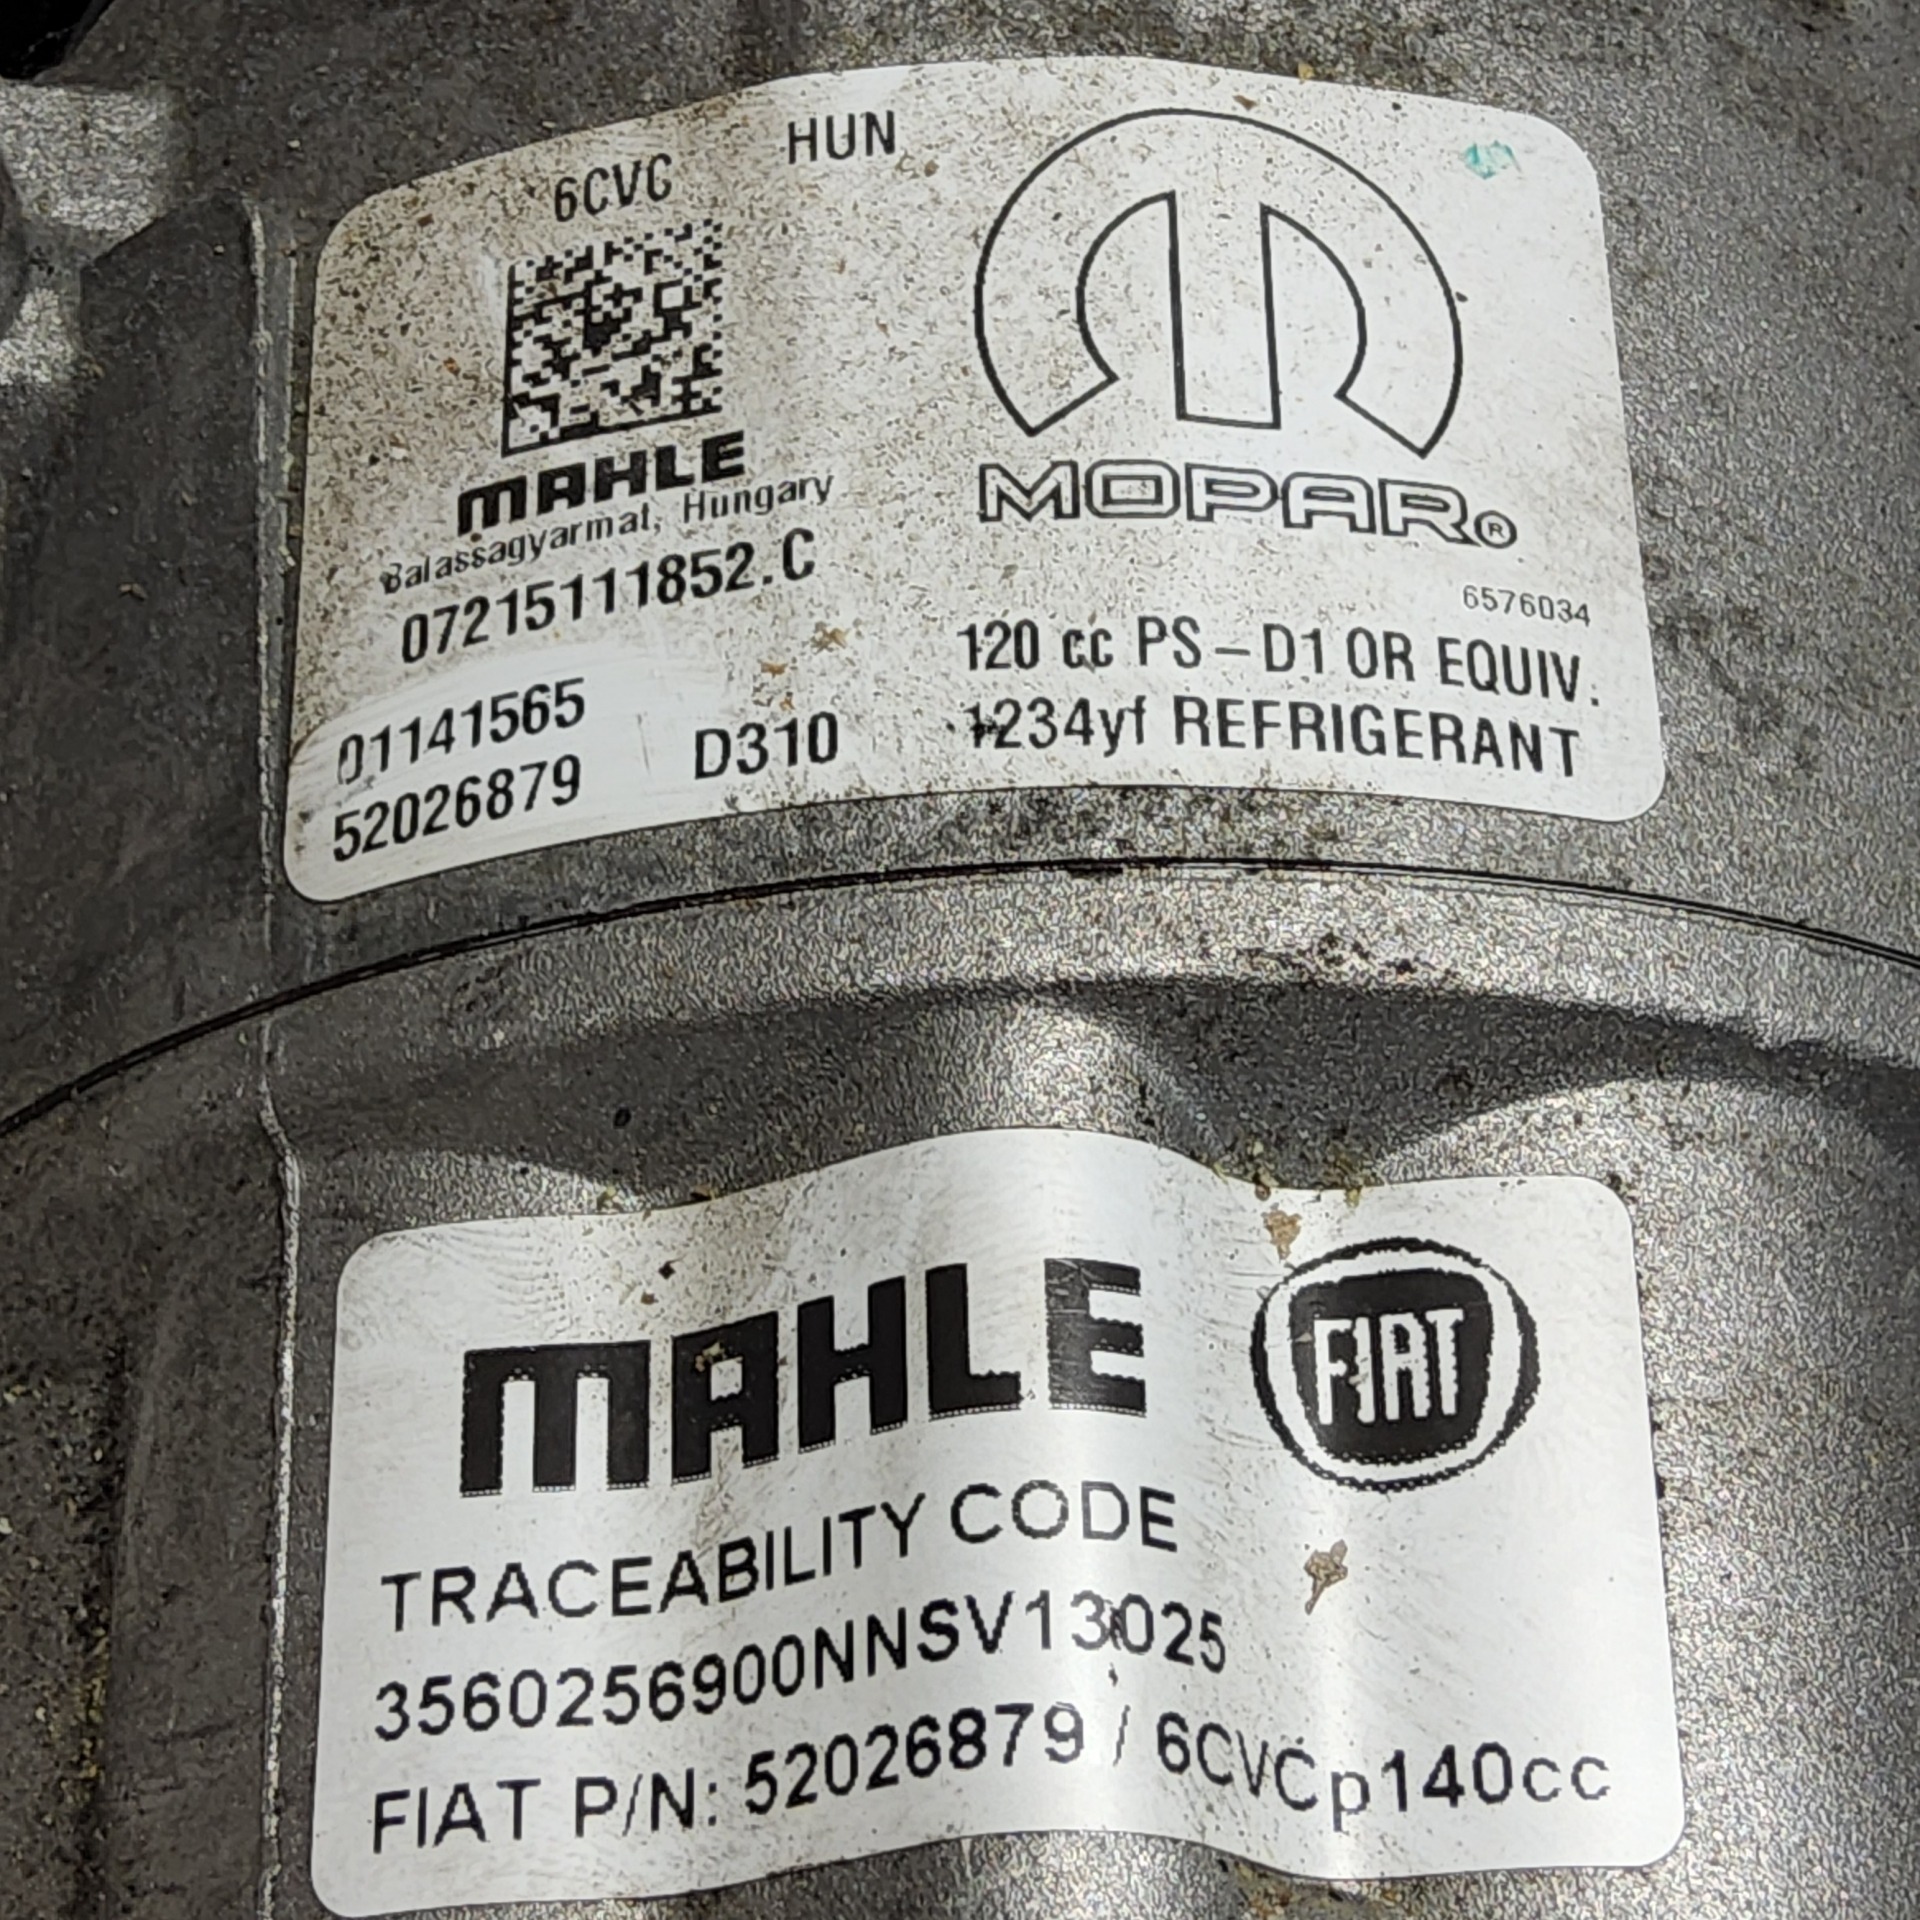 6CVC
HUN
MAHLE
Balassagyarmat, Hungary
07215111852.C
01141565
52026879
D310
MOPAR®
6576034
120 cc PS-D1 OR EQUIV.
1234yf REFRIGERANT
MAHLE
FIAT
TRACEABILITY CODE
3560256900NNSV13025
FIAT P/N: 52026879 / 6CVCp140cc